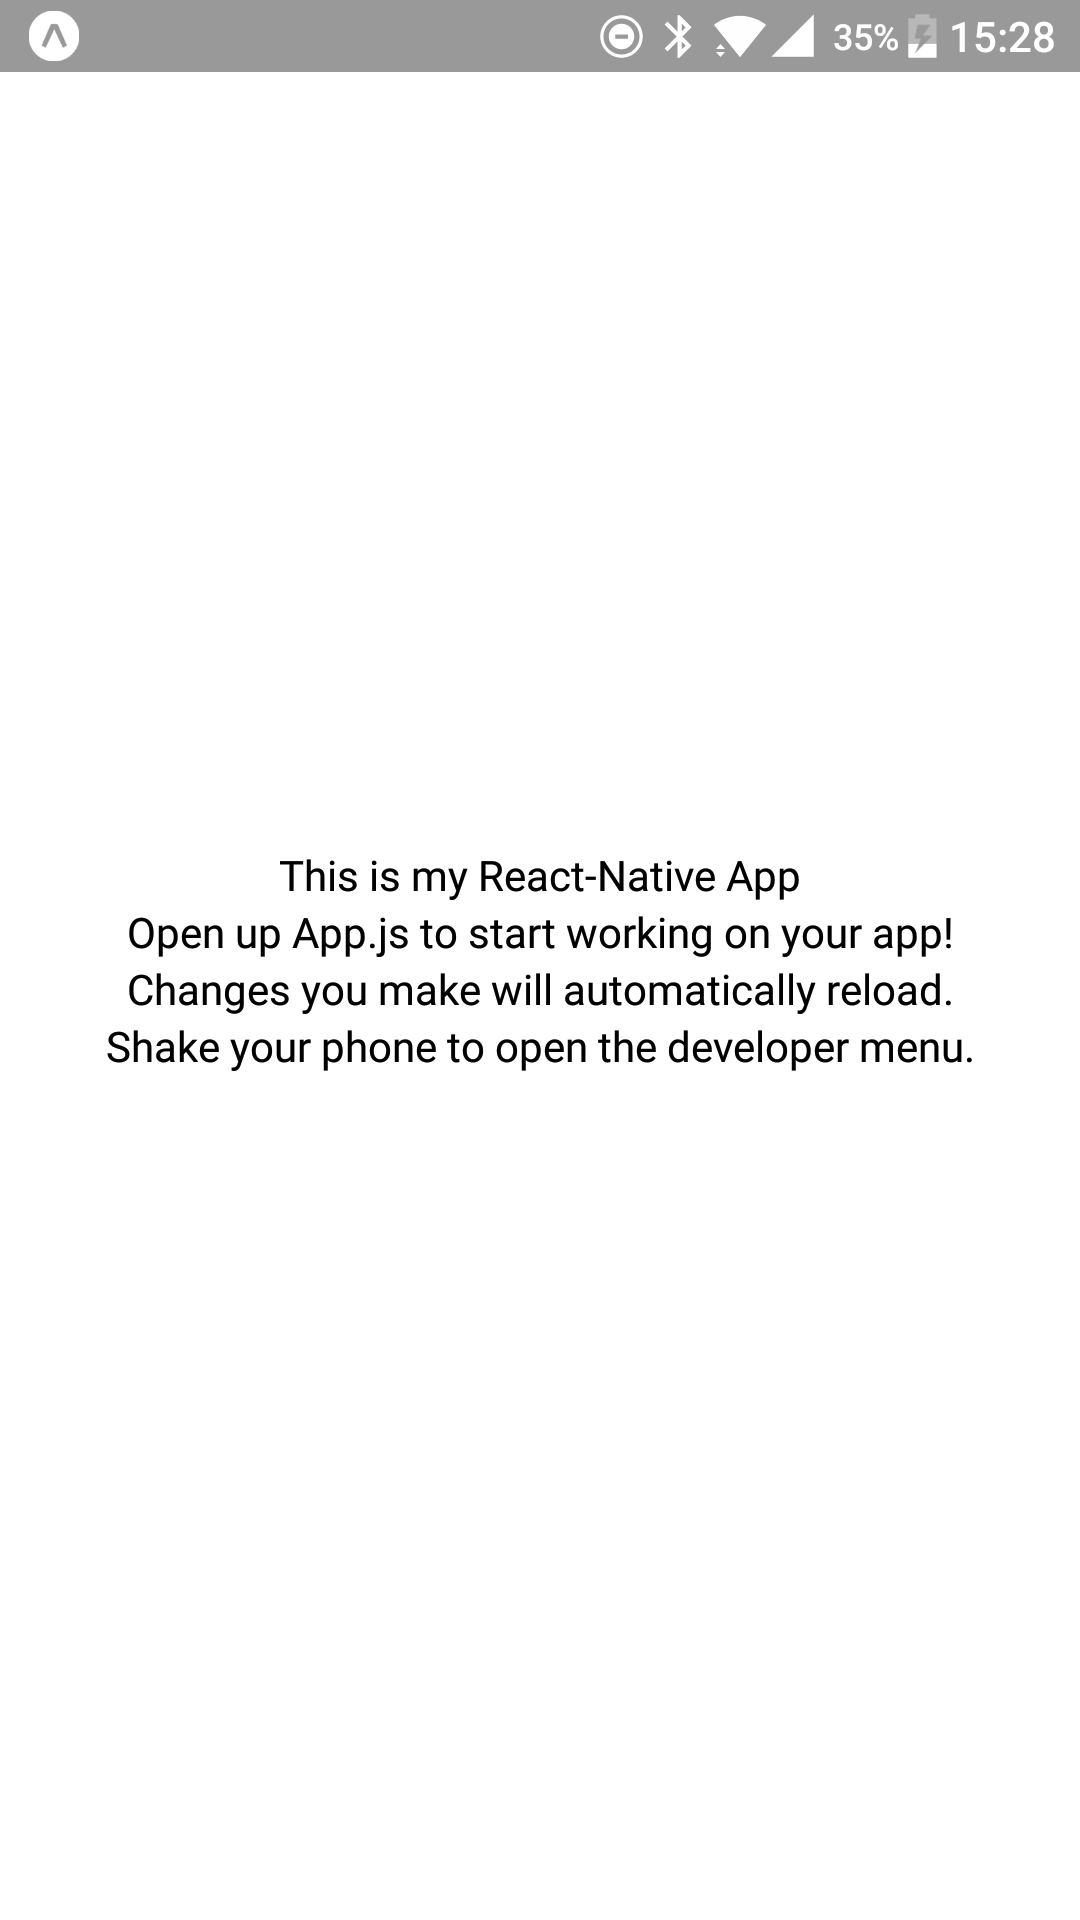 35% 15:28
This is my React-Native App
Open up App.js to start working on your app!
Changes you make will automatically reload.
Shake your phone to open the developer menu.